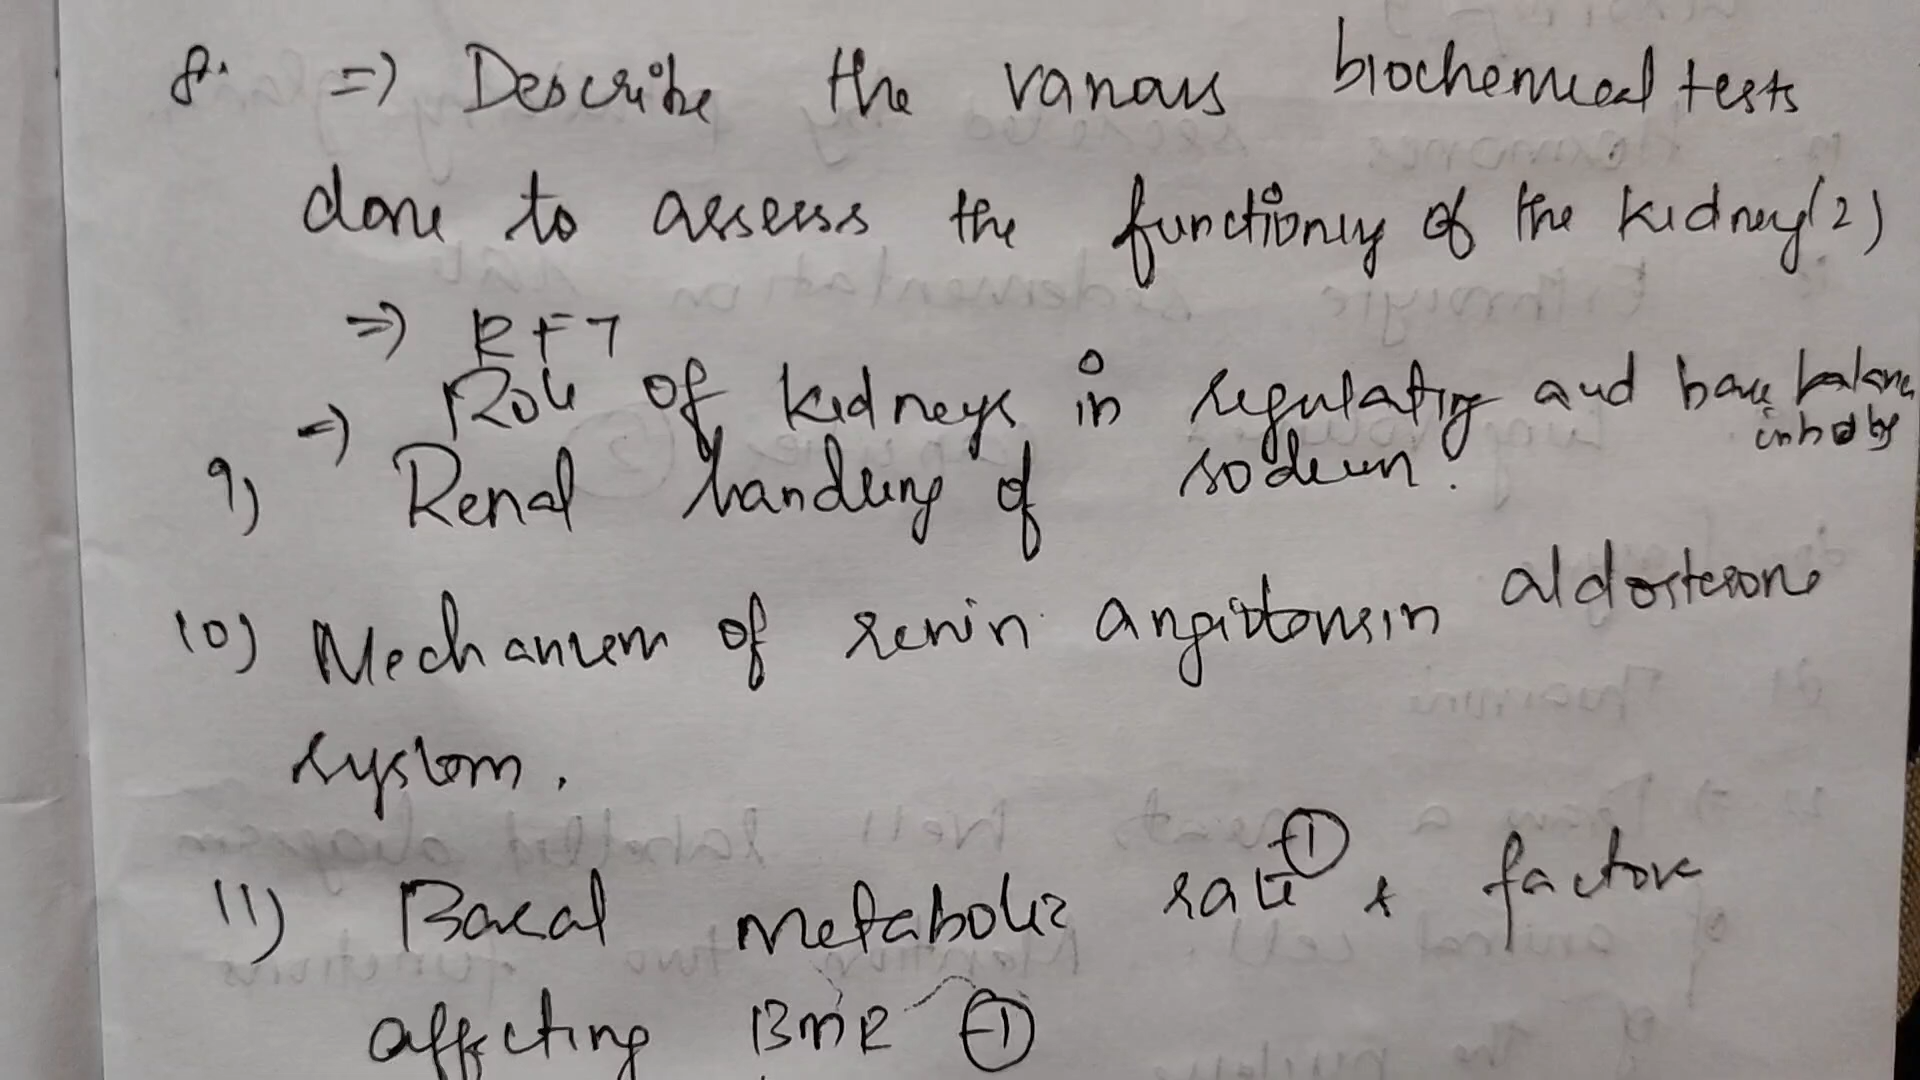 8. => Describe the various biochemical tests
done to assess the functioning of the kidney (2)
=> RFT
=> Role of kidneys in regulating and base balance
in body
9) Renal handling of sodium.
10) Mechanism of renin angiotensin aldosterone
system.
11) Basal metabolic rate ① & factors
affecting BMR ①